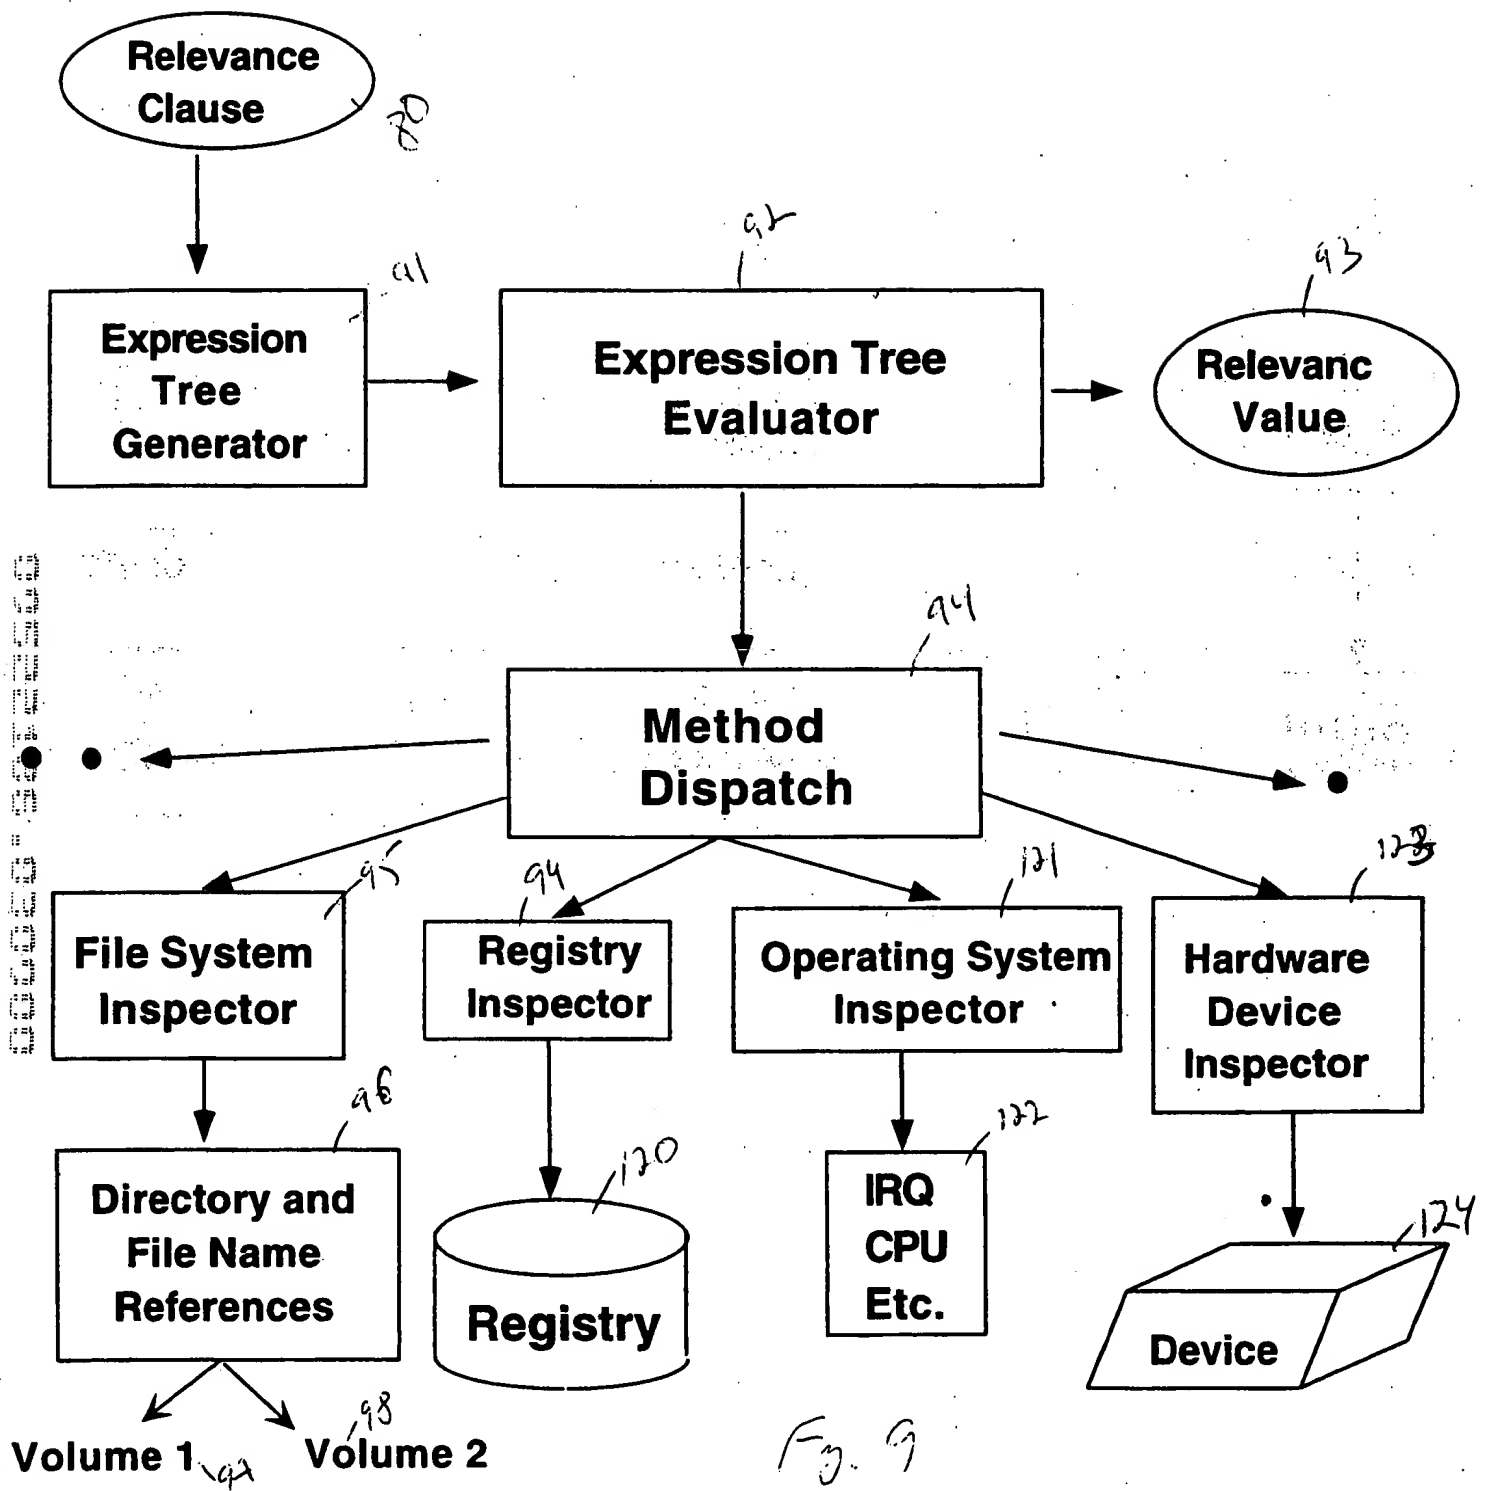 Relevance
Clause
80
92
91
93
Expression
Tree
Generator
Expression Tree
Evaluator
Relevanc
Value
94
Method
Dispatch
95
94
121
123
File System
Inspector
Registry
Inspector
Operating System
Inspector
Hardware
Device
Inspector
96
120
122
124
Directory and
File Name
References
Registry
IRQ
CPU
Etc.
Device
98
Volume 1
97
Volume 2
Fig. 9